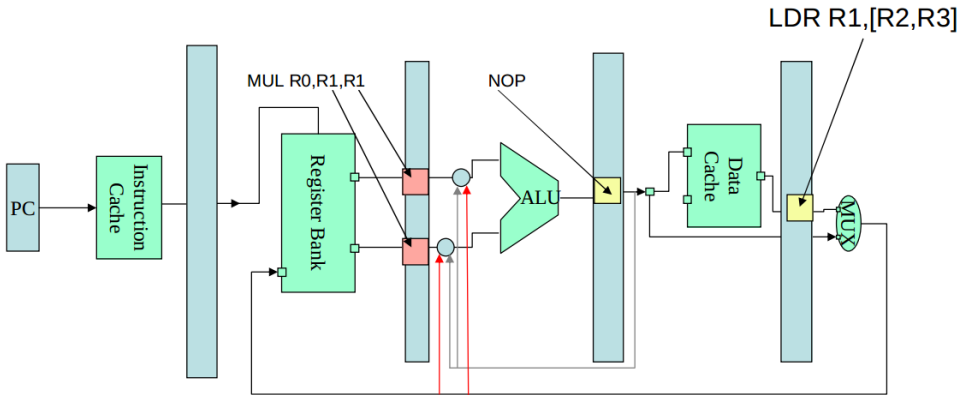 LDR R1,[R2,R3]
MUL R0,R1,R1
NOP
PC
Instruction
Cache
Register Bank
ALU
Data
Cache
MUX